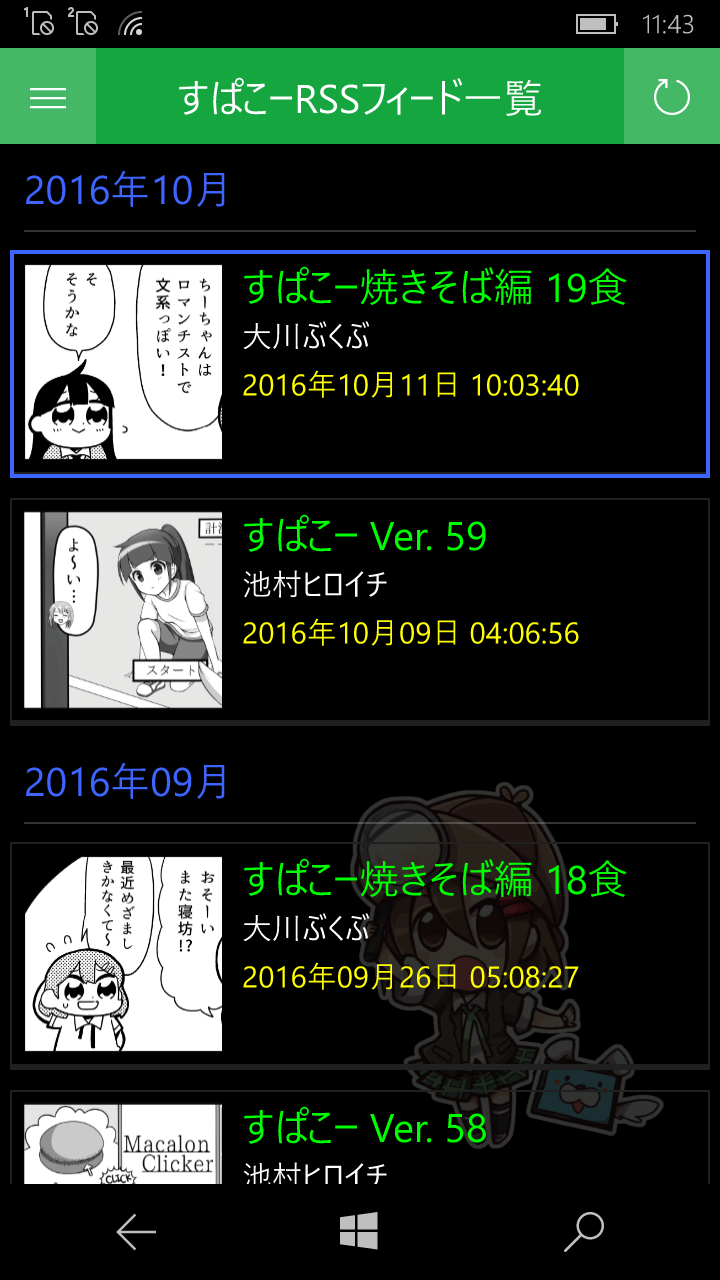 1 2 11:43
すぱこーRSSフィード一覧
2016年10月
ちーちゃんは
ロマンチストで
文系っぽい！
そ
そうかな
すぱこー焼きそば編 19食
大川ぶくぶ
2016年10月11日 10:03:40
よ〜い…
スタート
すぱこー Ver. 59
池村ヒロイチ
2016年10月09日 04:06:56
2016年09月
おそーい
また寝坊!?
最近めざまし
きかなくて〜
すぱこー焼きそば編 18食
大川ぶくぶ
2016年09月26日 05:08:27
Macalon
Clicker
CLICK
すぱこー Ver. 58
池村ヒロイチ